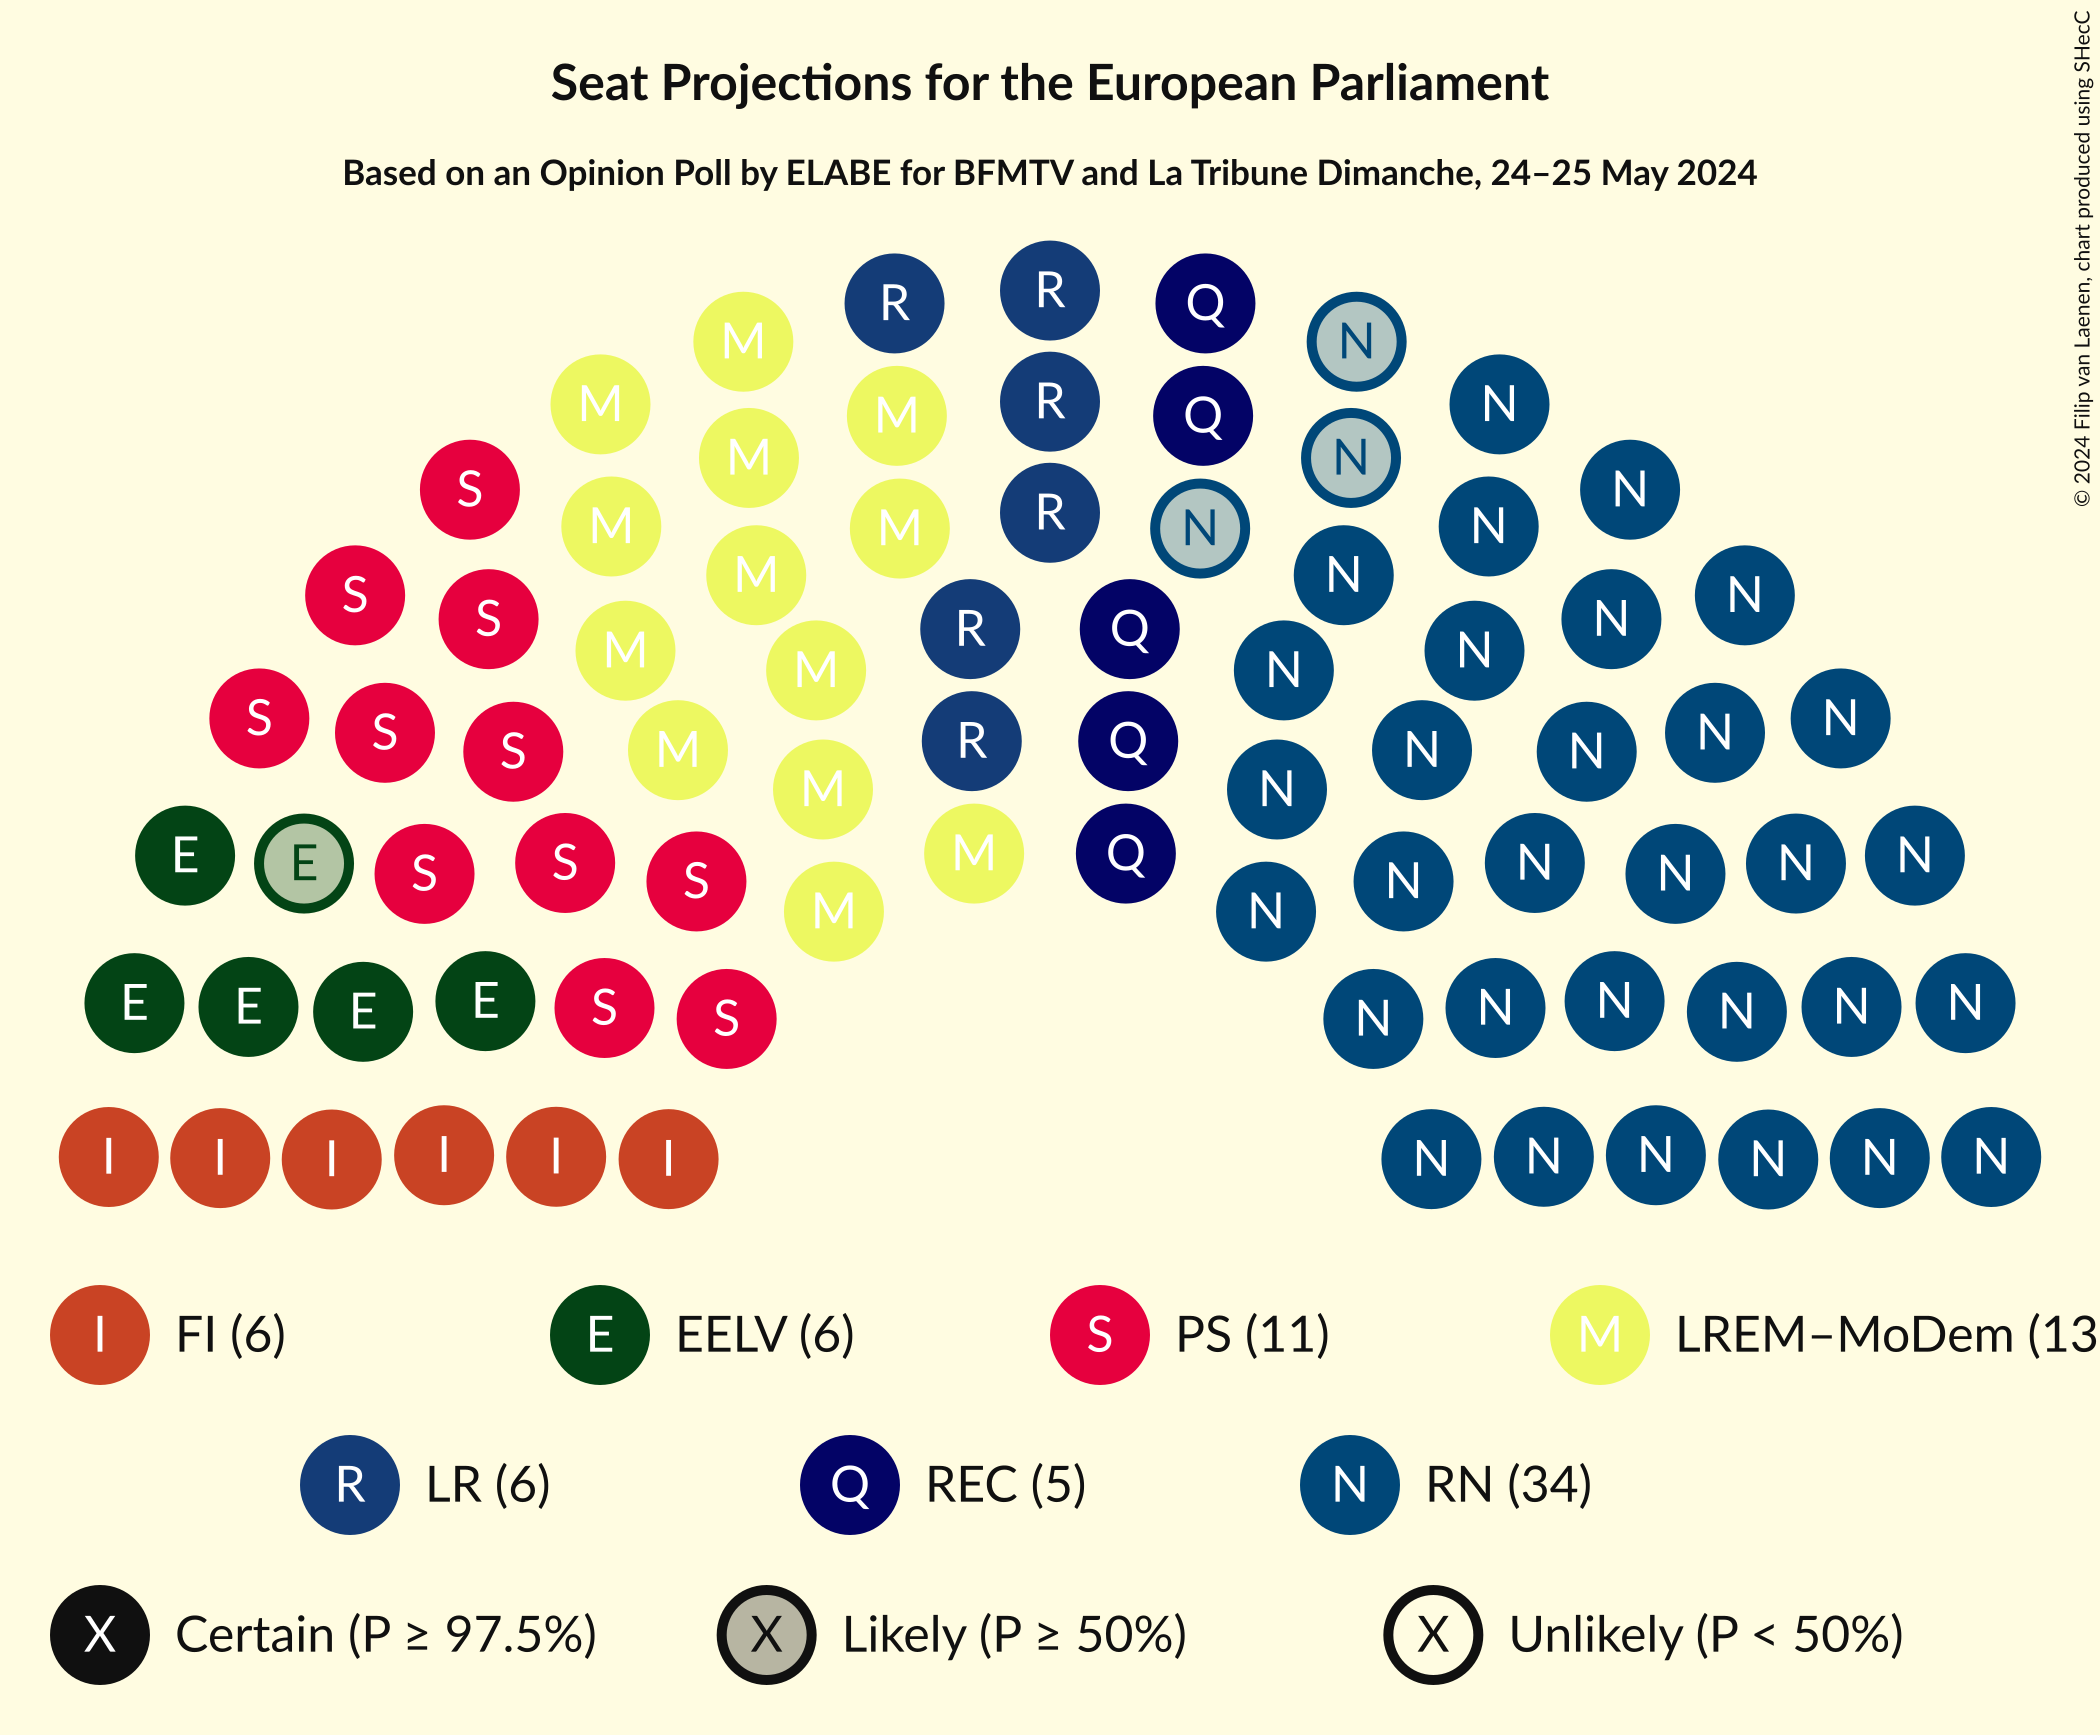 Seat Projections for the European Parliament
Based on an Opinion Poll by ELABE for BFMTV and La Tribune Dimanche, 24–25 May 2024
© 2024 Filip van Laenen, chart produced using SHecC
R R Q
M N
M R Q N
M
M M N
S R N
M M N N
S M N
S R Q N
M N
M N
S S M R Q N N N
S M N N
M Q N
E E S S M Q N N N
S N N N
M N
E E E E S S N N N N N N
I I I I I I N N N N N N
I FI (6) E EELV (6) S PS (11) M LREM–MoDem (13
R LR (6) Q REC (5) N RN (34)
X Certain (P ≥ 97.5%) X Likely (P ≥ 50%) X Unlikely (P < 50%)